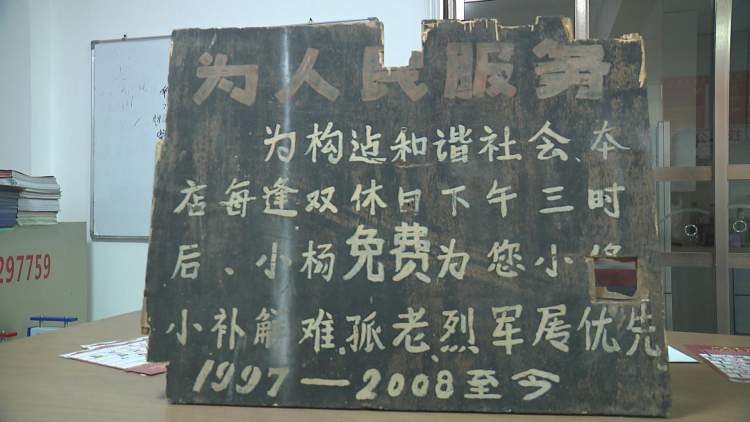 为人民服务
为构造和谐社会、本
店每逢双休日下午三时
后、小杨免费为您小修
小补解难、孤老、烈军居优先
1997—2008至今
297759